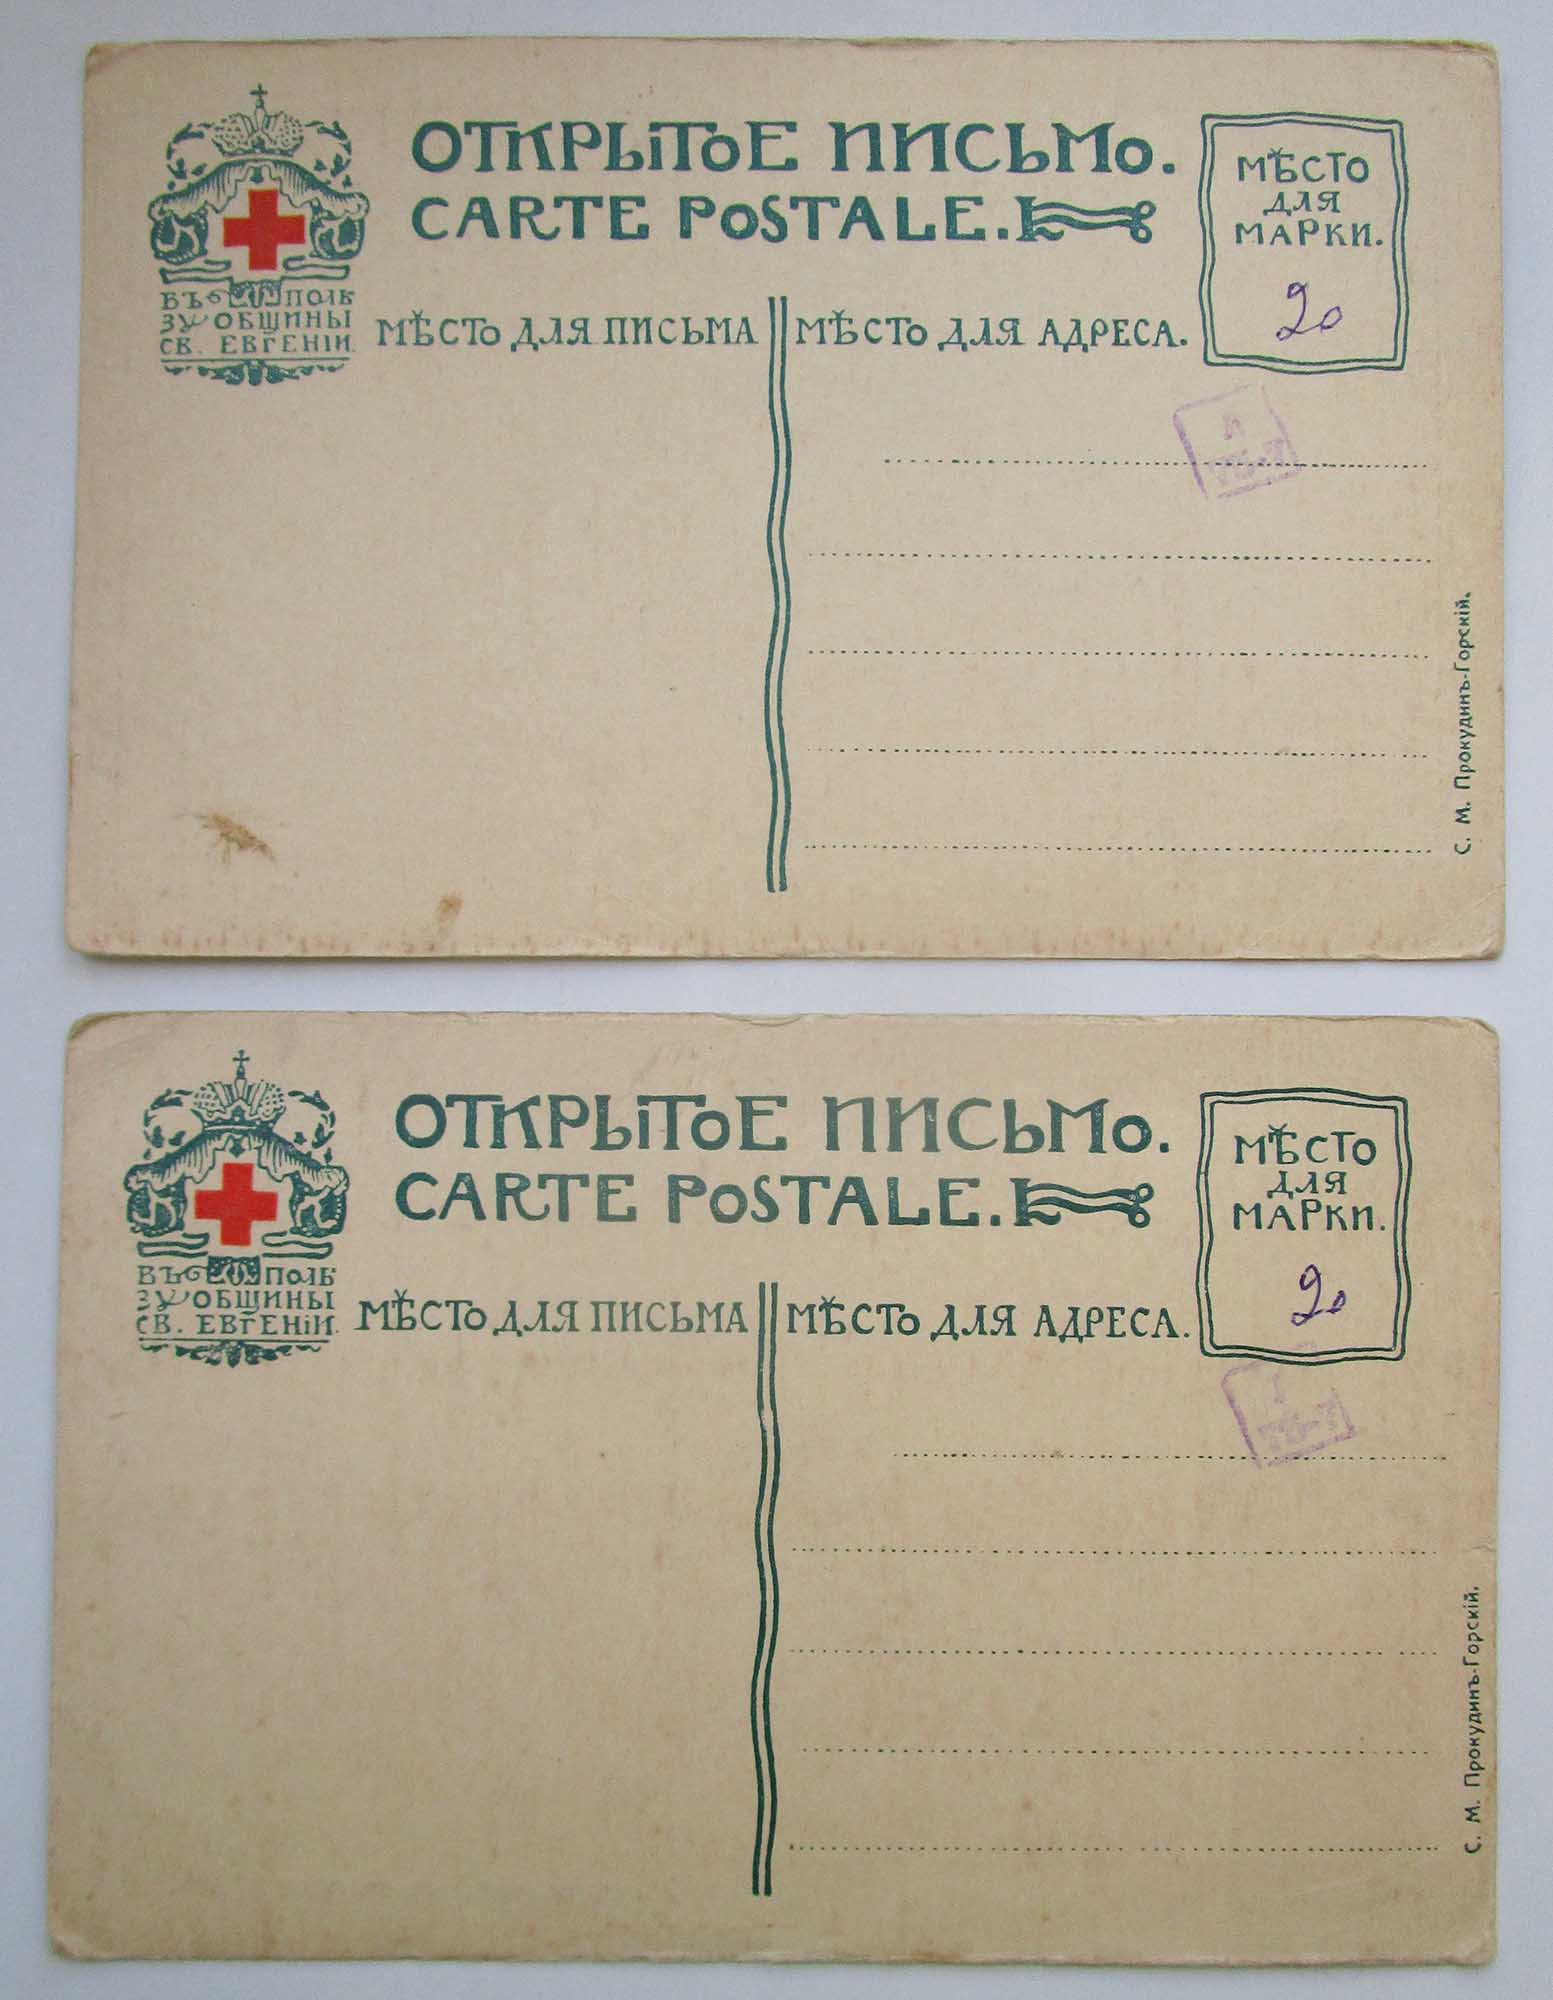 ОТКРЫТОЕ ПИСЬМО.
CARTE POSTALE.
МѢСТО
ДЛЯ
МАРКИ.
20
ВЪ ПОЛЬ
ЗУ ОБЩИНЫ
СВ. ЕВГЕНІИ.
МѢСТО ДЛЯ ПИСЬМА
МѢСТО ДЛЯ АДРЕСА.
С. М. Прокудинъ-Горскій.
ОТКРЫТОЕ ПИСЬМО.
CARTE POSTALE.
МѢСТО
ДЛЯ
МАРКИ.
20
ВЪ ПОЛЬ
ЗУ ОБЩИНЫ
СВ. ЕВГЕНІИ.
МѢСТО ДЛЯ ПИСЬМА
МѢСТО ДЛЯ АДРЕСА.
С. М. Прокудинъ-Горскій.